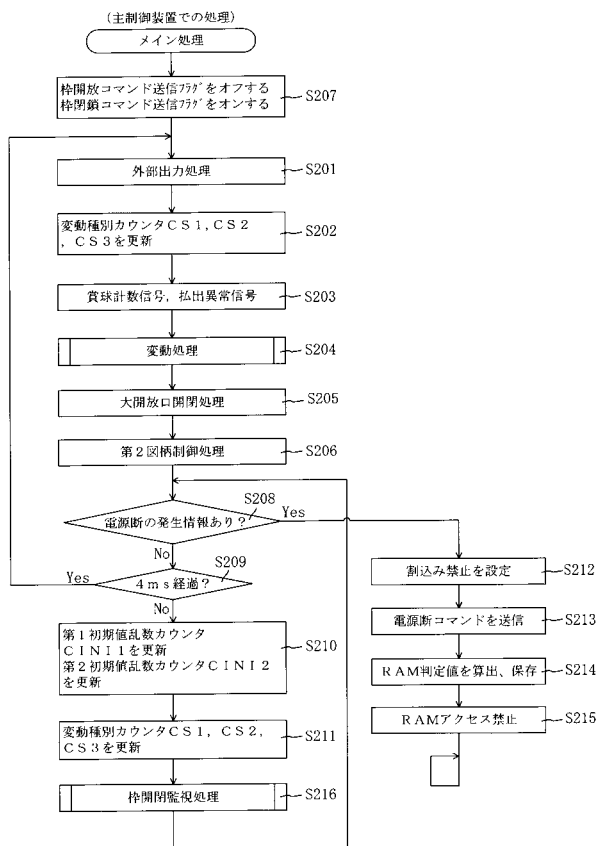 (主制御装置での処理)
メイン処理
枠開放コマンド送信フラグをオフする
枠閉鎖コマンド送信フラグをオンする
S207
外部出力処理
S201
変動種別カウンタCS1,CS2
,CS3を更新
S202
賞球計数信号,払出異常信号
S203
変動処理
S204
大開放口開閉処理
S205
第2図柄制御処理
S206
電源断の発生情報あり?
S208
Yes
No
4ms経過?
S209
Yes
No
第1初期値乱数カウンタ
CINI1を更新
第2初期値乱数カウンタCINI2
を更新
S210
変動種別カウンタCS1,CS2,
CS3を更新
S211
枠開閉監視処理
S216
割込み禁止を設定
S212
電源断コマンドを送信
S213
RAM判定値を算出、保存
S214
RAMアクセス禁止
S215